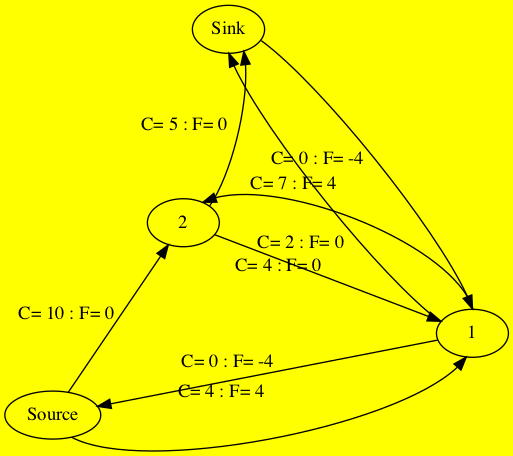 Sink
C= 5 : F= 0
C= 0 : F= -4
C= 7 : F= 4
2
C= 2 : F= 0
C= 4 : F= 0
C= 10 : F= 0
1
C= 0 : F= -4
C= 4 : F= 4
Source